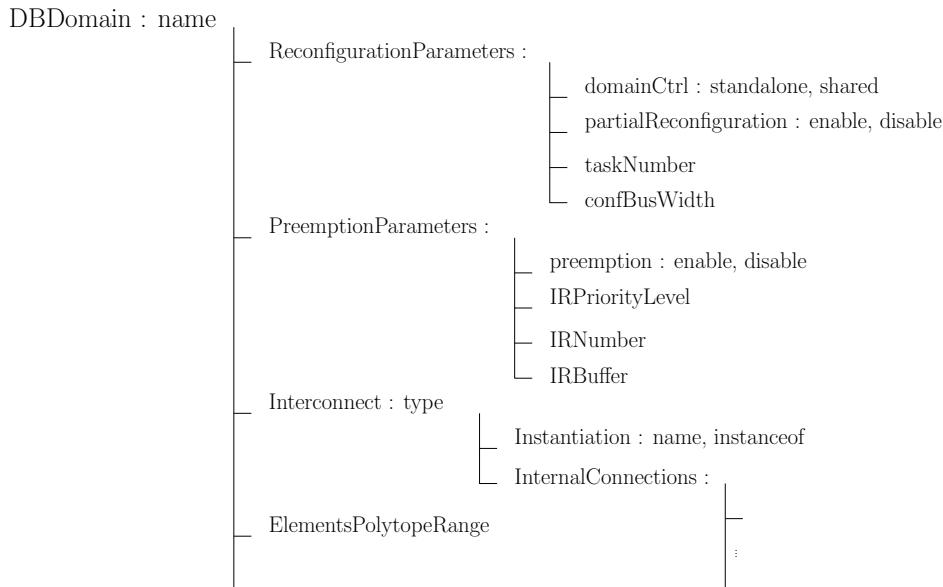 DBDomain : name
ReconfigurationParameters :
domainCtrl : standalone, shared
partialReconfiguration : enable, disable
taskNumber
confBusWidth
PreemptionParameters :
preemption : enable, disable
IRPriorityLevel
IRNumber
IRBuffer
Interconnect : type
Instantiation : name, instanceof
InternalConnections :
ElementsPolytopeRange